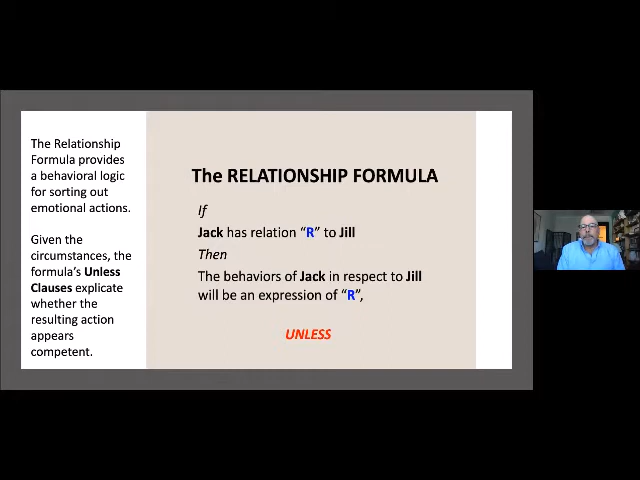 The Relationship
Formula provides
a behavioral logic
for sorting out
emotional actions.
Given the
circumstances, the
formula's Unless
Clauses explicate
whether the
resulting action
appears
competent.
The RELATIONSHIP FORMULA
If
Jack has relation “R” to Jill
Then
The behaviors of Jack in respect to Jill
will be an expression of “R”,
UNLESS